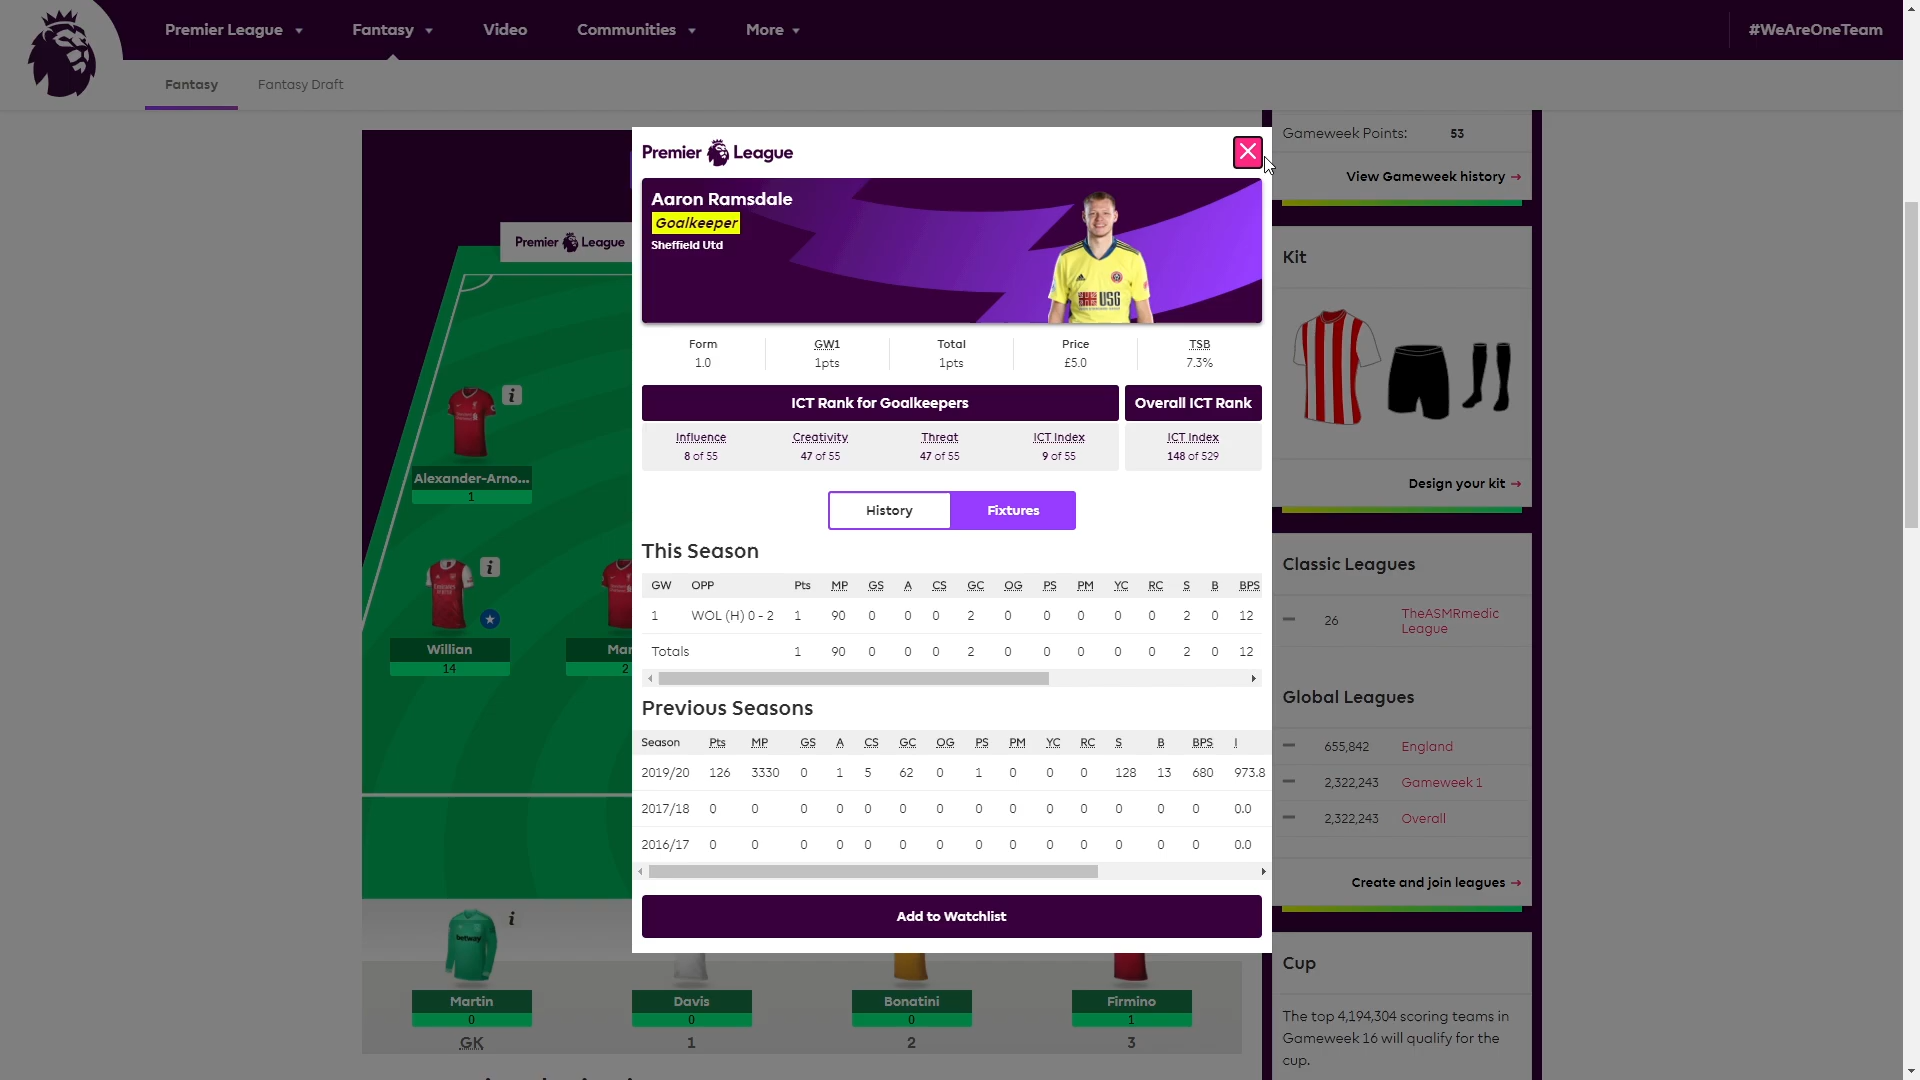 Premier League
Fantasy
Video
Communities
More
#WeAreOneTeam
Fantasy
Fantasy Draft
Premier League
Alexander-Arno...
1
Willian
14
Mar
2
betway
Martin
0
GK
Davis
0
1
Bonatini
0
2
Firmino
1
3
Premier League
Aaron Ramsdale
Goalkeeper
Sheffield Utd
USG
Form GW1 Total Price TSB
1.0 1pts 1pts £5.0 7.3%
ICT Rank for Goalkeepers Overall ICT Rank
Influence Creativity Threat ICT Index ICT Index
8 of 55 47 of 55 47 of 55 9 of 55 148 of 529
History Fixtures
This Season
GW OPP Pts MP GS A CS GC OG PS PM YC RC S B BPS
1 WOL (H) 0 - 2 1 90 0 0 0 2 0 0 0 0 0 2 0 12
Totals 1 90 0 0 0 2 0 0 0 0 0 2 0 12
Previous Seasons
Season Pts MP GS A CS GC OG PS PM YC RC S B BPS I
2019/20 126 3330 0 1 5 62 0 1 0 0 0 128 13 680 973.8
2017/18 0 0 0 0 0 0 0 0 0 0 0 0 0 0 0.0
2016/17 0 0 0 0 0 0 0 0 0 0 0 0 0 0 0.0
Add to Watchlist
Gameweek Points: 53
View Gameweek history →
Kit
Design your kit →
Classic Leagues
26 TheASMRmedic
League
Global Leagues
655,842 England
2,322,243 Gameweek 1
2,322,243 Overall
Create and join leagues →
Cup
The top 4,194,304 scoring teams in
Gameweek 16 will qualify for the
cup.